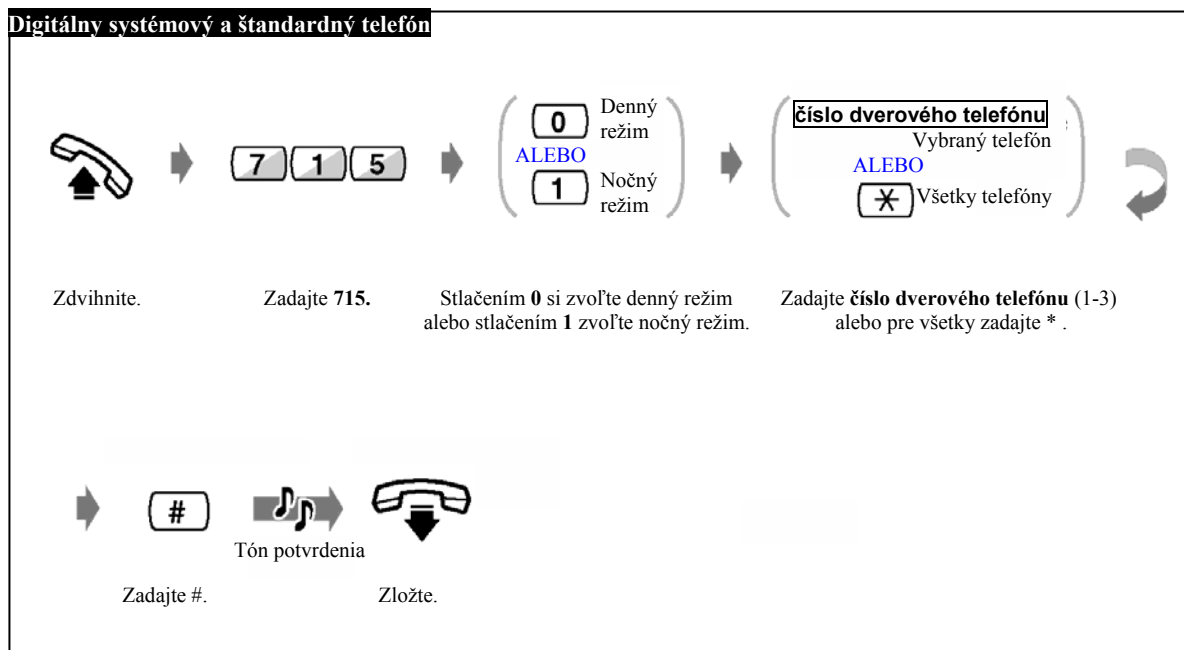 Digitálny systémový a štandardný telefón
7 1 5
0 Denný
režim
ALEBO
1 Nočný
režim
číslo dverového telefónu
Vybraný telefón
ALEBO
* Všetky telefóny
Zdvihnite.
Zadajte 715.
Stlačením 0 si zvoľte denný režim
alebo stlačením 1 zvoľte nočný režim.
Zadajte číslo dverového telefónu (1-3)
alebo pre všetky zadajte * .
#
Tón potvrdenia
Zadajte #.
Zložte.